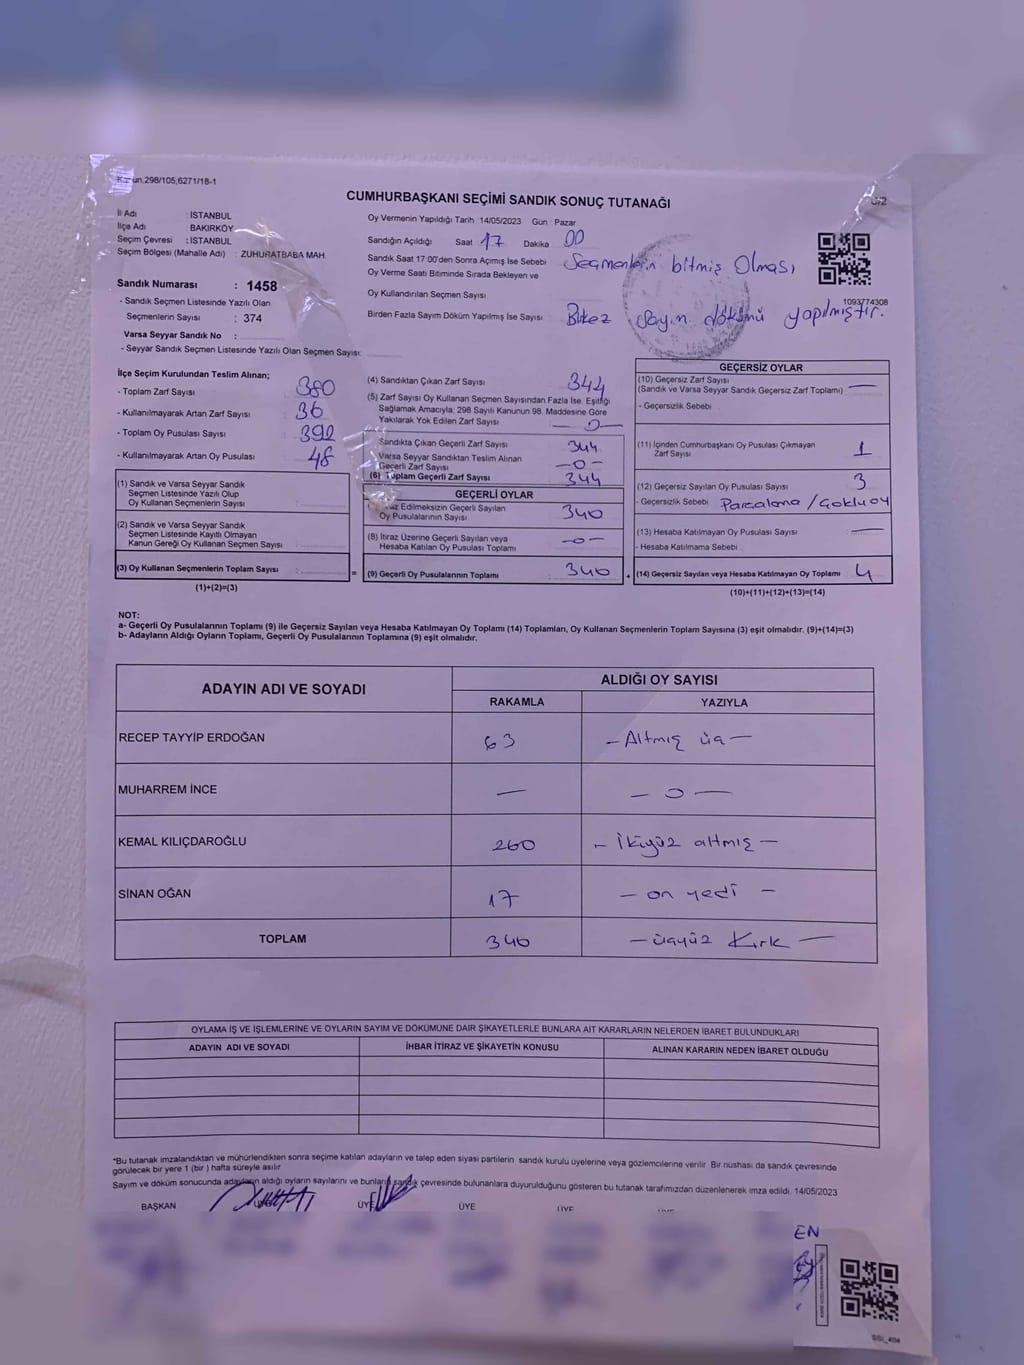 Kanun.298/105,6271/18-1
CUMHURBAŞKANI SEÇİMİ SANDIK SONUÇ TUTANAĞI
İl Adı : İSTANBUL
İlçe Adı : BAKIRKÖY
Seçim Çevresi : İSTANBUL
Seçim Bölgesi (Mahalle Adı) : ZUHURATBABA MAH.
Sandık Numarası : 1458
- Sandık Seçmen Listesinde Yazılı Olan
Seçmenlerin Sayısı : 374
Varsa Seyyar Sandık No :
- Seyyar Sandık Seçmen Listesinde Yazılı Olan Seçmen Sayısı:
Oy Vermenin Yapıldığı Tarih 14/05/2023 Gün Pazar
Sandığın Açıldığı Saat 17 Dakika 00
Sandık Saat 17:00'den Sonra Açımış İse Sebebi Seçmenlerin bitmiş Olması
Oy Verme Saati Bitiminde Sırada Bekleyen ve
Oy Kullandırılan Seçmen Sayısı
Birden Fazla Sayım Döküm Yapılmış İse Sayısı Bikez sayım dökümü yapılmıştır.
1093774308
İlçe Seçim Kurulundan Teslim Alınan;
- Toplam Zarf Sayısı : 380
- Kullanılmayarak Artan Zarf Sayısı : 36
- Toplam Oy Pusulası Sayısı : 392
- Kullanılmayarak Artan Oy Pusulası : 48
(1) Sandık ve Varsa Seyyar Sandık
Seçmen Listesinde Yazılı Olup
Oy Kullanan Seçmenlerin Sayısı :
(2) Sandık ve Varsa Seyyar Sandık
Seçmen Listesinde Kayıtlı Olmayan
Kanun Gereği Oy Kullanan Seçmen Sayısı :
(3) Oy Kullanan Seçmenlerin Toplam Sayısı :
(1)+(2)=(3)
(4) Sandıktan Çıkan Zarf Sayısı 344
(5) Zarf Sayısı Oy Kullanan Seçmen Sayısından Fazla İse, Eşitliği
Sağlamak Amacıyla; 298 Sayılı Kanunun 98. Maddesine Göre
Yakılarak Yok Edilen Zarf Sayısı — 0 —
Sandıkta Çıkan Geçerli Zarf Sayısı 344
Varsa Seyyar Sandıktan Teslim Alınan
Geçerli Zarf Sayısı —0—
(6) Toplam Geçerli Zarf Sayısı 344
GEÇERLİ OYLAR
Edilmeksizin Geçerli Sayılan
Oy Pusulalarının Sayısı 340
(8) İtiraz Üzerine Geçerli Sayılan veya
Hesaba Katılan Oy Pusulası Toplamı —0—
= (9) Geçerli Oy Pusulalarının Toplamı 340
GEÇERSİZ OYLAR
(10) Geçersiz Zarf Sayısı
(Sandık ve Varsa Seyyar Sandık Geçersiz Zarf Toplamı) —
- Geçersizlik Sebebi
(11) İçinden Cumhurbaşkanı Oy Pusulası Çıkmayan
Zarf Sayısı 1
(12) Geçersiz Sayılan Oy Pusulası Sayısı 3
- Geçersizlik Sebebi Parcalama / Goklu oy
(13) Hesaba Katılmayan Oy Pusulası Sayısı —
- Hesaba Katılmama Sebebi
+ (14) Geçersiz Sayılan veya Hesaba Katılmayan Oy Toplamı 4
(10)+(11)+(12)+(13)=(14)
NOT:
a- Geçerli Oy Pusulalarının Toplamı (9) ile Geçersiz Sayılan veya Hesaba Katılmayan Oy Toplamı (14) Toplamları, Oy Kullanan Seçmenlerin Toplam Sayısına (3) eşit olmalıdır. (9)+(14)=(3)
b- Adayların Aldığı Oyların Toplamı, Geçerli Oy Pusulalarının Toplamına (9) eşit olmalıdır.
ADAYIN ADI VE SOYADI
ALDIĞI OY SAYISI
RAKAMLA YAZIYLA
RECEP TAYYİP ERDOĞAN 63 — Altmış üç —
MUHARREM İNCE — — 0 —
KEMAL KILIÇDAROĞLU 260 — İkiyüz altmış —
SİNAN OĞAN 17 — on yedi —
TOPLAM 340 — üçyüz Kırk —
OYLAMA İŞ VE İŞLEMLERİNE VE OYLARIN SAYIM VE DÖKÜMÜNE DAİR ŞİKAYETLERLE BUNLARA AİT KARARLARIN NELERDEN İBARET BULUNDUKLARI
ADAYIN ADI VE SOYADI İHBAR İTİRAZ VE ŞİKAYETİN KONUSU ALINAN KARARIN NEDEN İBARET OLDUĞU
*Bu tutanak imzalandıktan ve mühürlendikten sonra seçime katılan adayların ve talep eden siyasi partilerin sandık kurulu üyelerine veya gözlemcilerine verilir. Bir nüshası da sandık çevresinde
görülecek bir yere 1 (bir ) hafta süreyle asılır
Sayım ve döküm sonucunda adayların aldığı oyların sayılarını ve bunların sandık çevresinde bulunanlara duyurulduğunu gösteren bu tutanak tarafımızdan düzenlenerek imza edildi. 14/05/2023
BAŞKAN ÜYE ÜYE ÜYE
EN
SSI_404